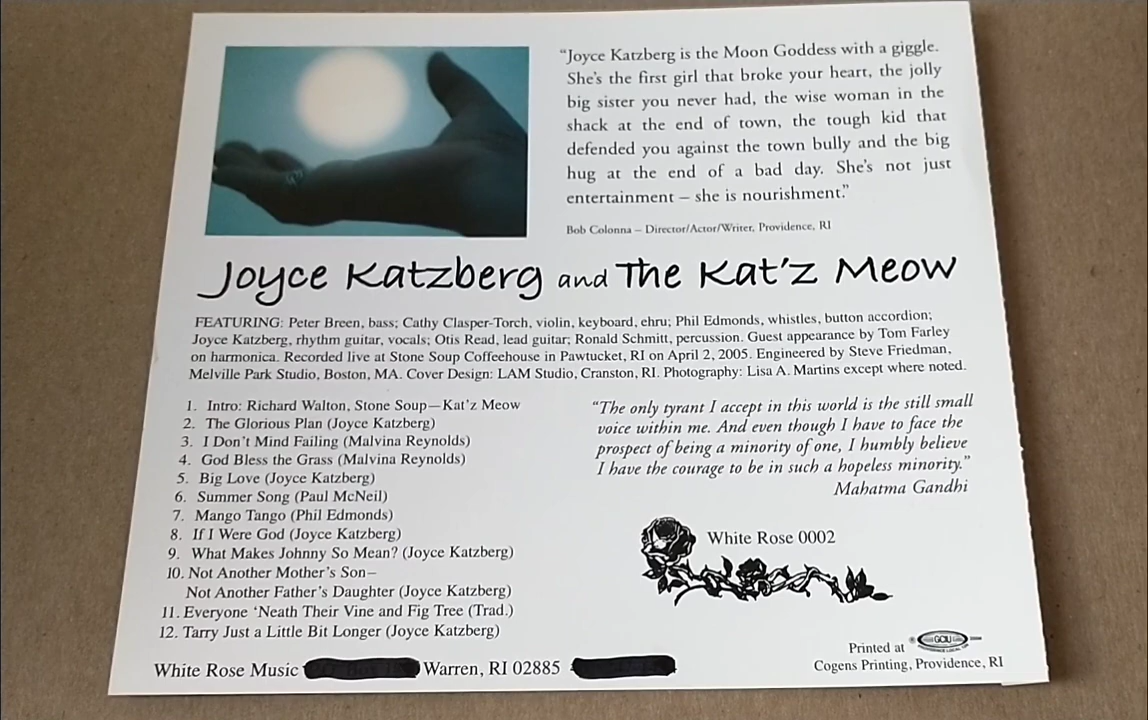 “Joyce Katzberg is the Moon Goddess with a giggle.
She's the first girl that broke your heart, the jolly
big sister you never had, the wise woman in the
shack at the end of town, the tough kid that
defended you against the town bully and the big
hug at the end of a bad day. She's not just
entertainment – she is nourishment.”
Bob Colonna – Director/Actor/Writer, Providence, RI
Joyce Katzberg and The Kat'z Meow
FEATURING: Peter Breen, bass; Cathy Clasper-Torch, violin, keyboard, ehru; Phil Edmonds, whistles, button accordion;
Joyce Katzberg, rhythm guitar, vocals; Otis Read, lead guitar; Ronald Schmitt, percussion. Guest appearance by Tom Farley
on harmonica. Recorded live at Stone Soup Coffeehouse in Pawtucket, RI on April 2, 2005. Engineered by Steve Friedman,
Melville Park Studio, Boston, MA. Cover Design: LAM Studio, Cranston, RI. Photography: Lisa A. Martins except where noted.
1. Intro: Richard Walton, Stone Soup—Kat'z Meow
2. The Glorious Plan (Joyce Katzberg)
3. I Don't Mind Failing (Malvina Reynolds)
4. God Bless the Grass (Malvina Reynolds)
5. Big Love (Joyce Katzberg)
6. Summer Song (Paul McNeil)
7. Mango Tango (Phil Edmonds)
8. If I Were God (Joyce Katzberg)
9. What Makes Johnny So Mean? (Joyce Katzberg)
10. Not Another Mother's Son–
Not Another Father's Daughter (Joyce Katzberg)
11. Everyone ‘Neath Their Vine and Fig Tree (Trad.)
12. Tarry Just a Little Bit Longer (Joyce Katzberg)
“The only tyrant I accept in this world is the still small
voice within me. And even though I have to face the
prospect of being a minority of one, I humbly believe
I have the courage to be in such a hopeless minority.”
Mahatma Gandhi
White Rose 0002
White Rose Music Warren, RI 02885
Printed at GCIU
Cogens Printing, Providence, RI